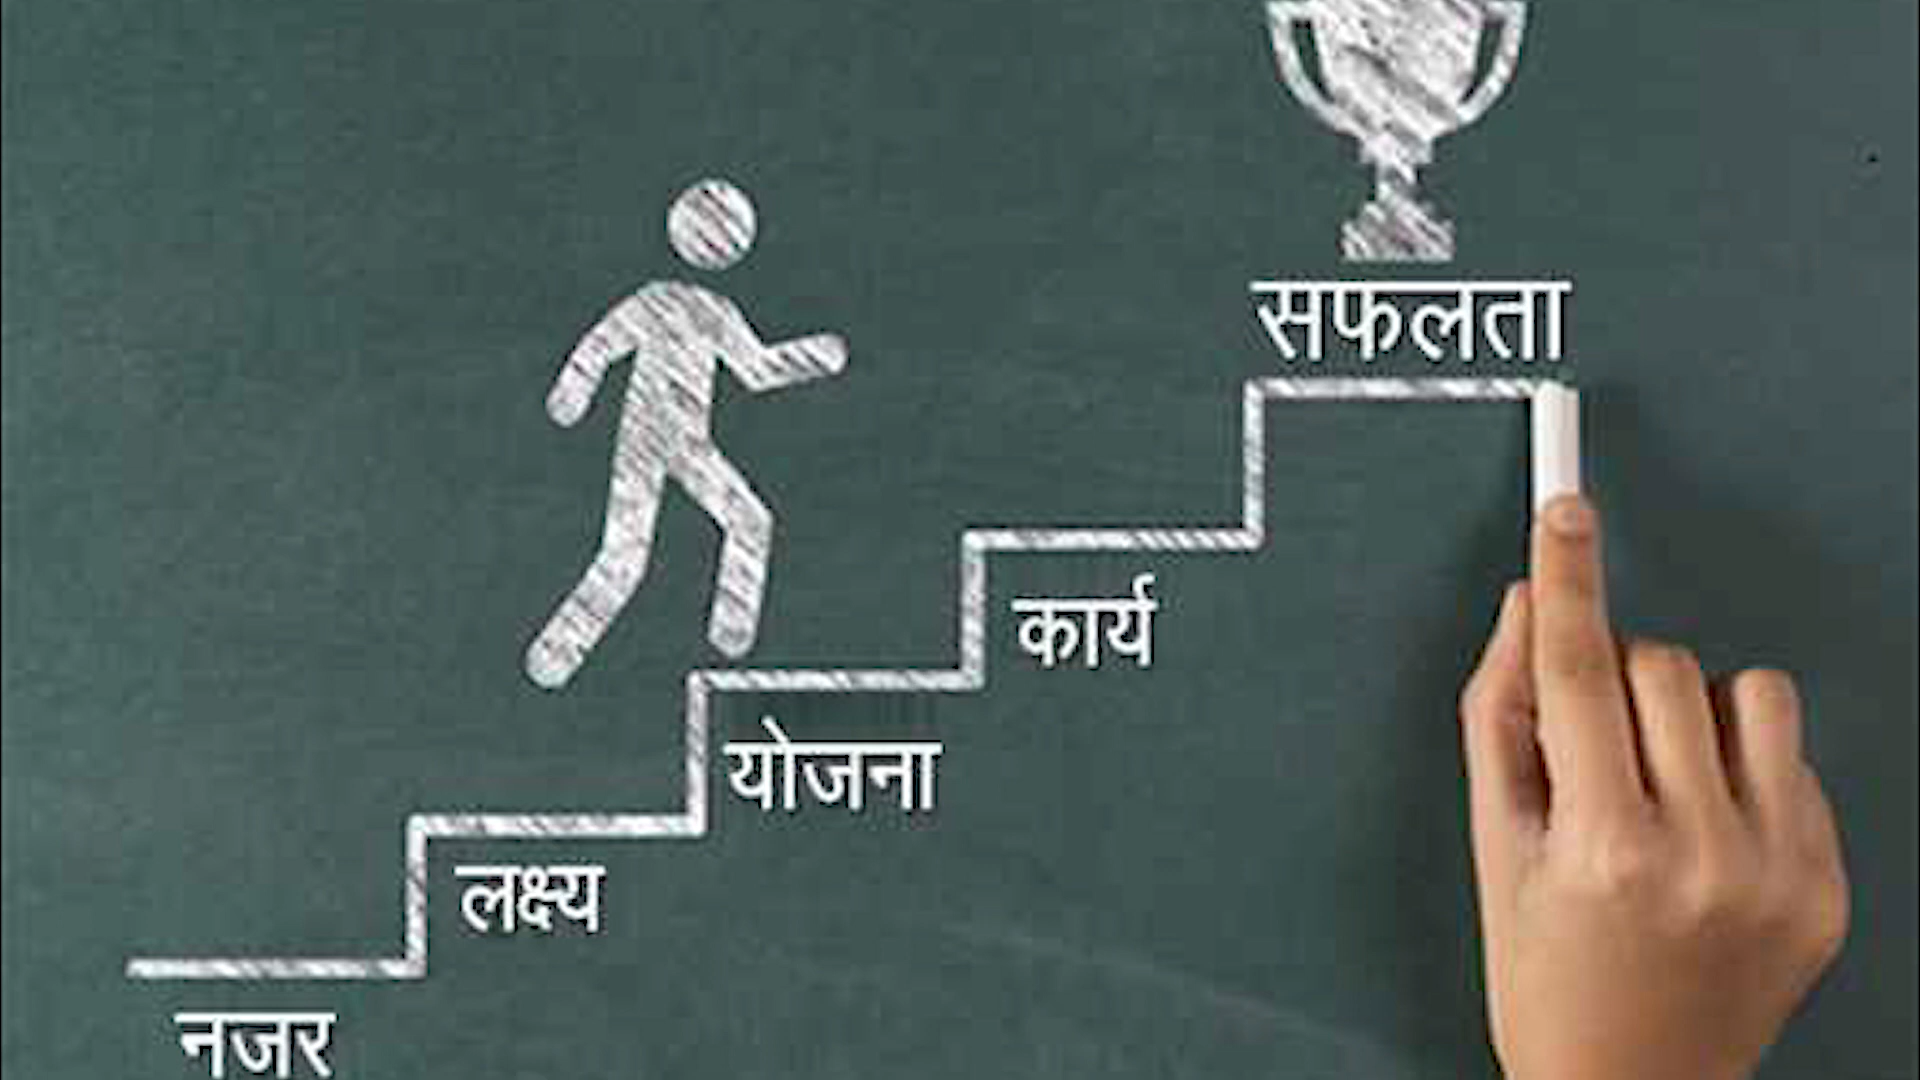 सफलता
कार्य
योजना
लक्ष्य
नजर